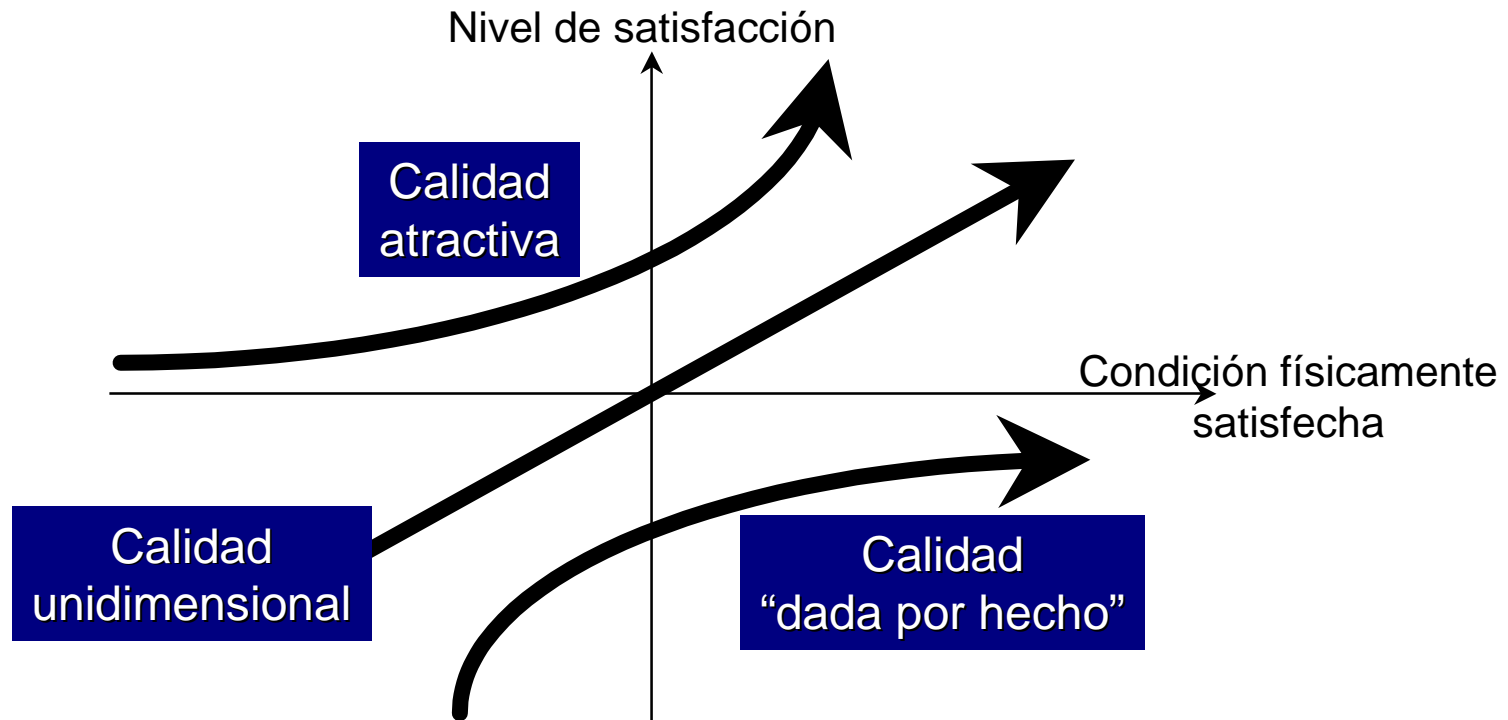 Nivel de satisfacción
Calidad
atractiva
Condición físicamente
satisfecha
Calidad
unidimensional
Calidad
“dada por hecho”